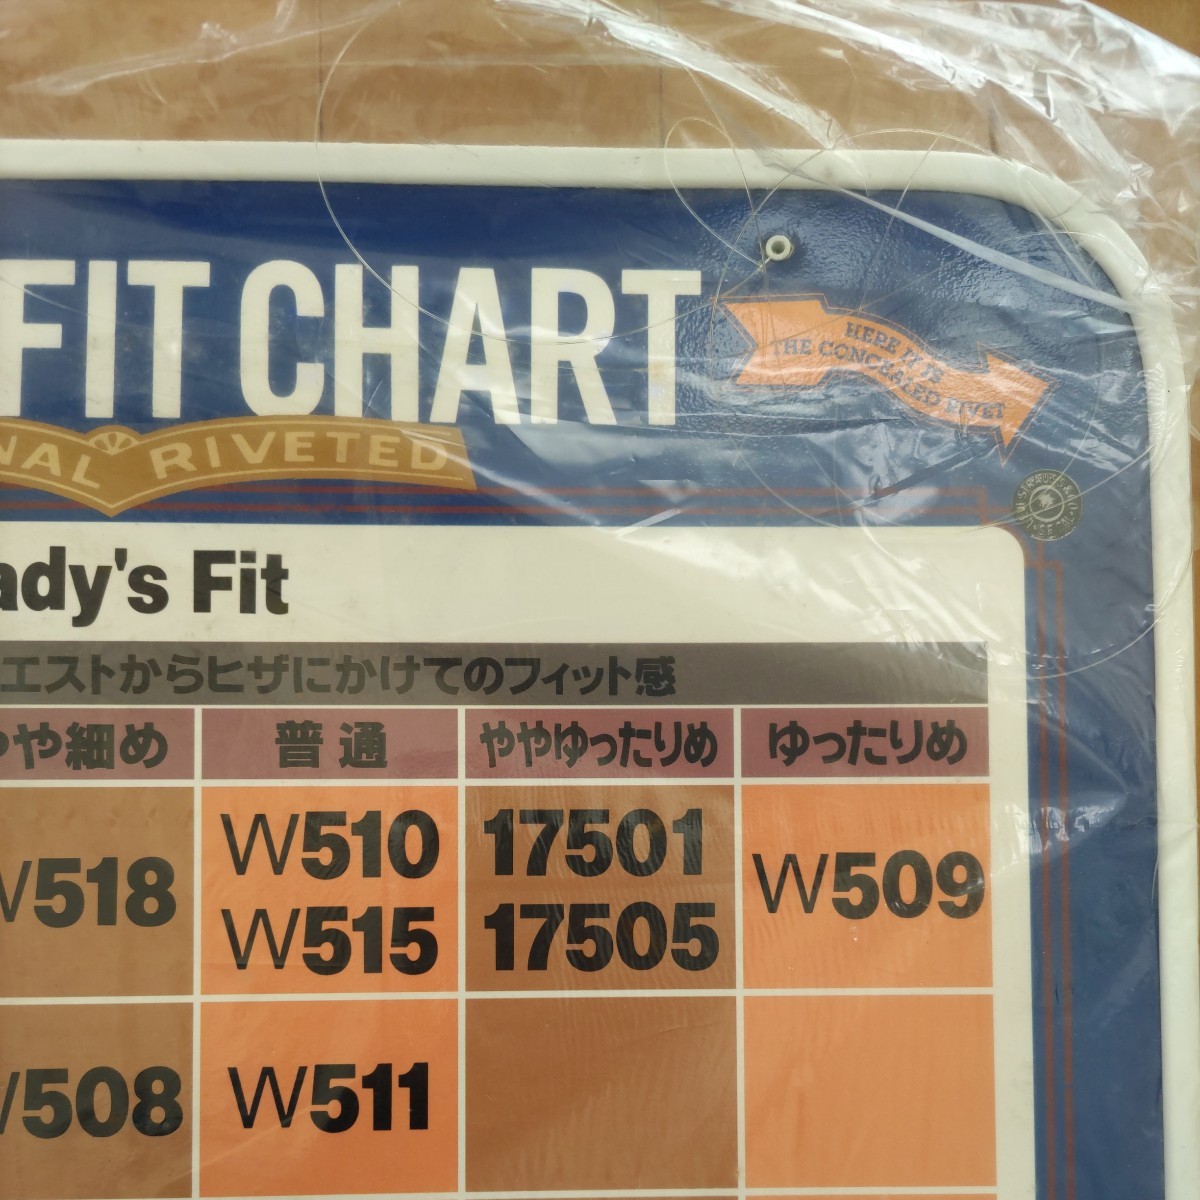 FIT CHART
HERE IT IS
THE CONCEALED RIVET
NAL RIVETED
ady's Fit
エストからヒザにかけてのフィット感
や細め 普通 ややゆったりめ ゆったりめ
W518 W510 17501 W509
W515 17505
W508 W511